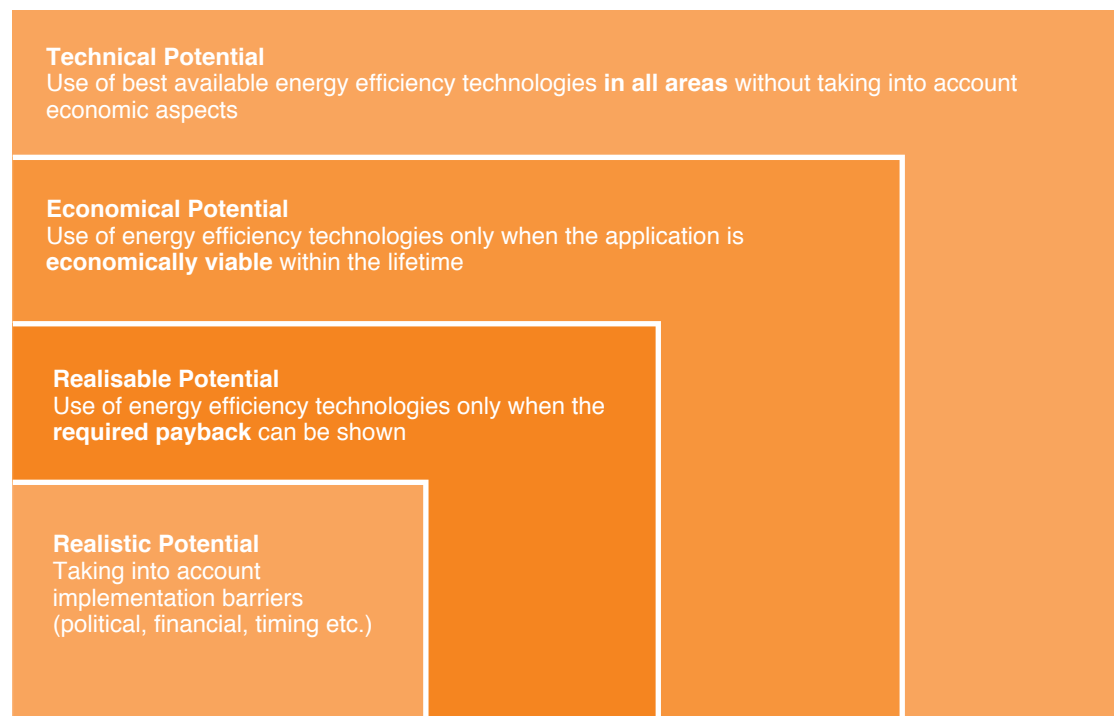 Technical Potential
Use of best available energy efficiency technologies in all areas without taking into account
economic aspects
Economical Potential
Use of energy efficiency technologies only when the application is
economically viable within the lifetime
Realisable Potential
Use of energy efficiency technologies only when the
required payback can be shown
Realistic Potential
Taking into account
implementation barriers
(political, financial, timing etc.)